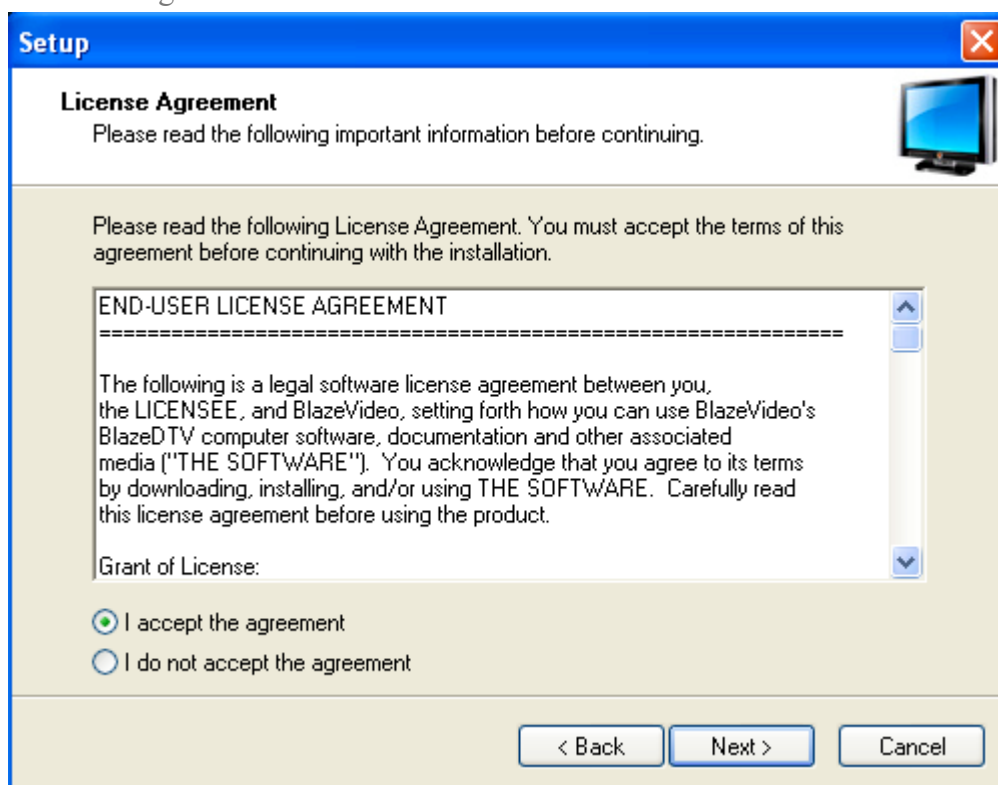 Setup
License Agreement
Please read the following important information before continuing.
Please read the following License Agreement. You must accept the terms of this
agreement before continuing with the installation.
END-USER LICENSE AGREEMENT
==============================================================
The following is a legal software license agreement between you,
the LICENSEE, and BlazeVideo, setting forth how you can use BlazeVideo's
BlazeDTV computer software, documentation and other associated
media ("THE SOFTWARE").  You acknowledge that you agree to its terms
by downloading, installing, and/or using THE SOFTWARE.  Carefully read
this license agreement before using the product.
Grant of License:
I accept the agreement
I do not accept the agreement
< Back
Next >
Cancel